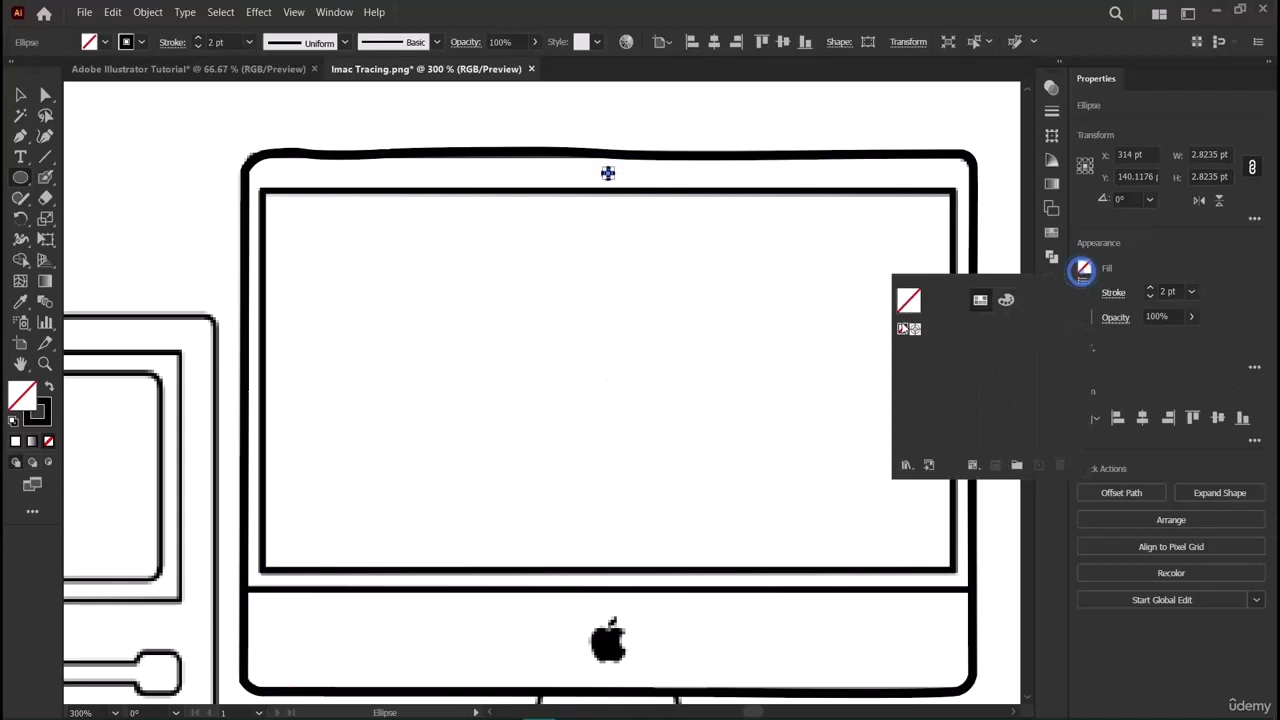 Ai File Edit Object Type Select Effect View Window Help
Ellipse Stroke: 2 pt Uniform Basic Opacity: 100% Style: Shape: Transform
Adobe Illustrator Tutorial* @ 66.67 % (RGB/Preview) × Imac Tracing.png* @ 300 % (RGB/Preview) ×
Properties
Ellipse
Transform
X: 314 pt W: 2.8235 pt
Y: 140.1176 p H: 2.8235 pt
0°
Appearance
Fill
Stroke 2 pt
Opacity 100%
Offset Path Expand Shape
Arrange
Align to Pixel Grid
Recolor
Start Global Edit
300% 0° 1 Ellipse
ûdemy